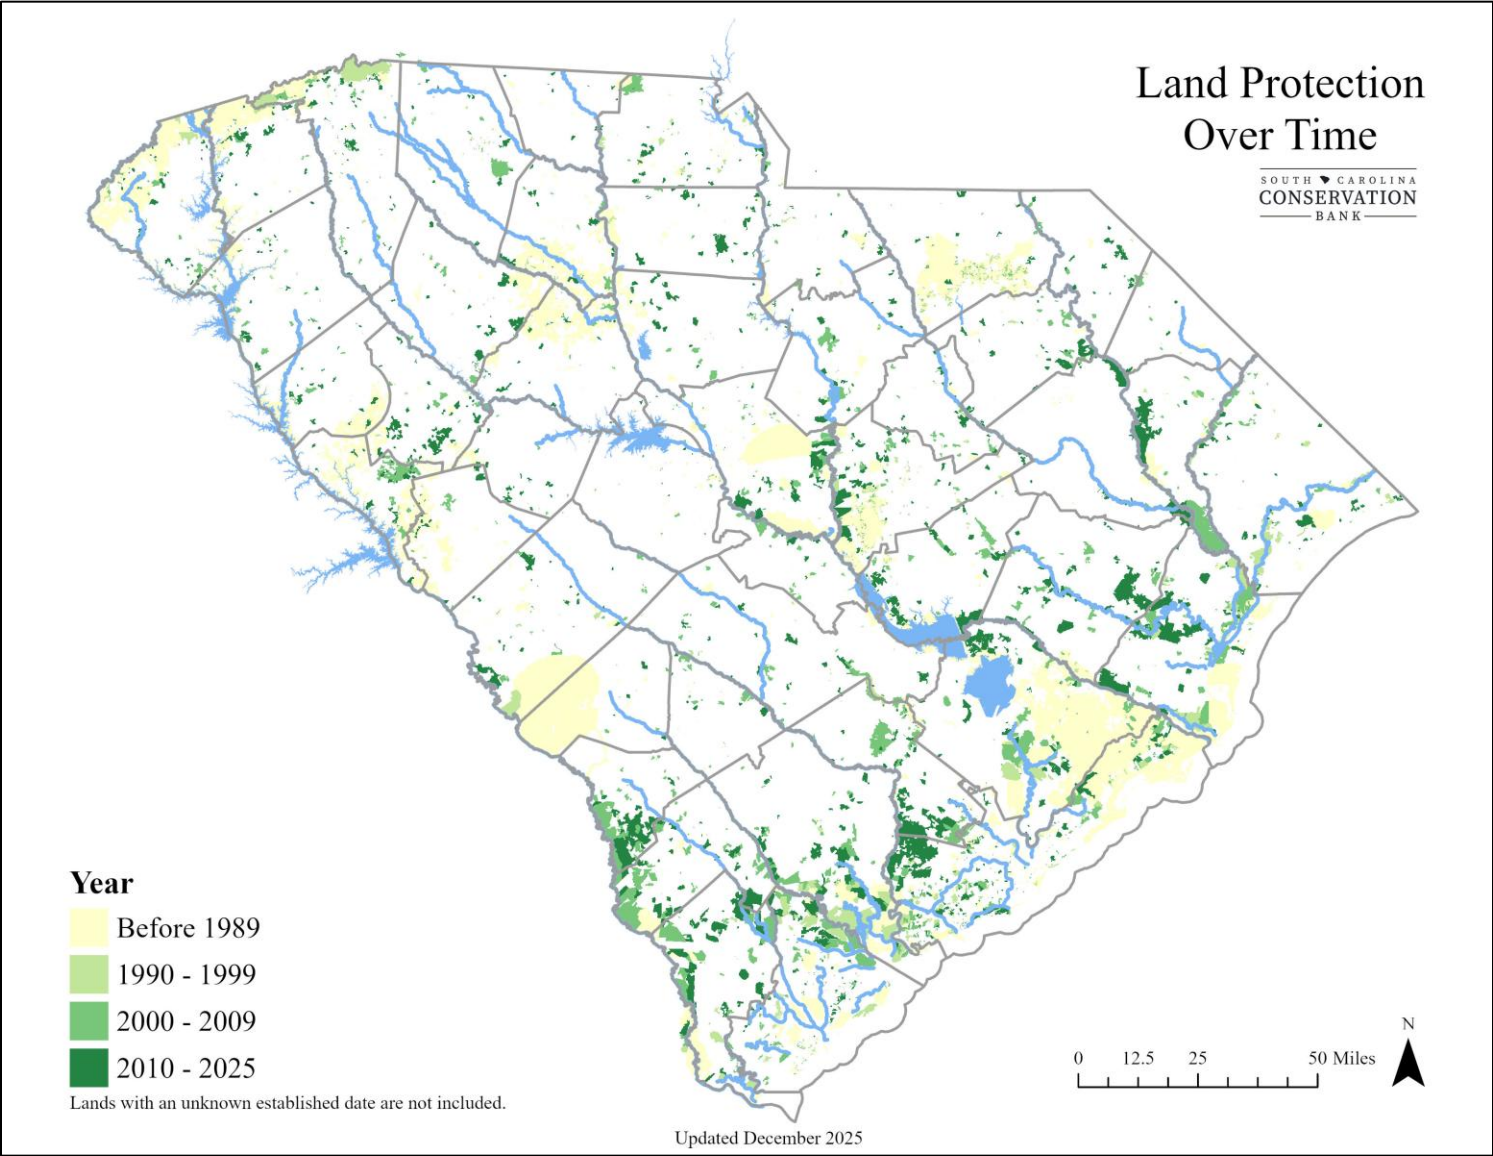 Land Protection
Over Time
SOUTH CAROLINA
CONSERVATION
BANK
Year
Before 1989
1990 - 1999
2000 - 2009
2010 - 2025
Lands with an unknown established date are not included.
N
0 12.5 25 50 Miles
Updated December 2025